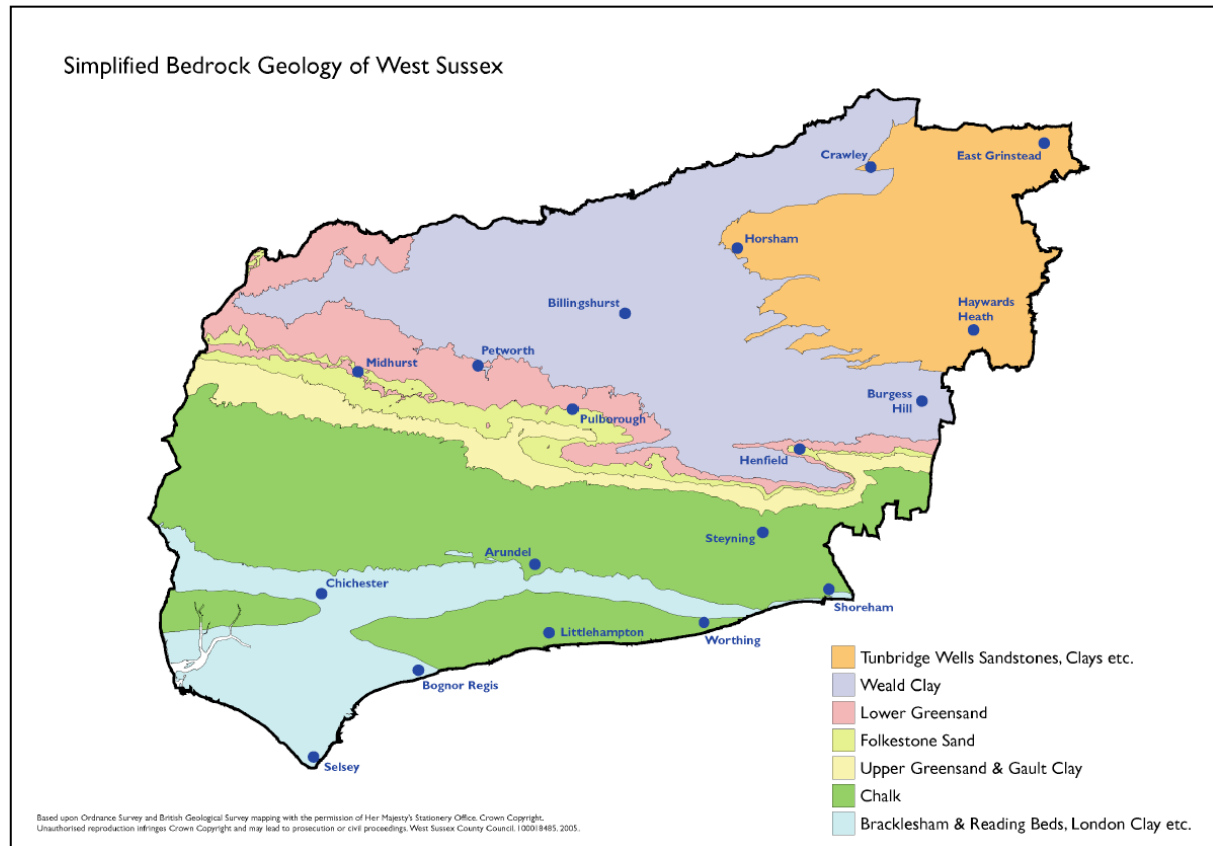 Simplified Bedrock Geology of West Sussex
Crawley
East Grinstead
Horsham
Billingshurst
Haywards
Heath
Petworth
Midhurst
Burgess
Hill
Pulborough
Henfield
Steyning
Arundel
Chichester
Shoreham
Littlehampton
Worthing
Bognor Regis
Selsey
Tunbridge Wells Sandstones, Clays etc.
Weald Clay
Lower Greensand
Folkestone Sand
Upper Greensand & Gault Clay
Chalk
Bracklesham & Reading Beds, London Clay etc.
Based upon Ordnance Survey and British Geological Survey mapping with the permission of Her Majesty's Stationery Office. Crown Copyright.
Unauthorised reproduction infringes Crown Copyright and may lead to prosecution or civil proceedings. West Sussex County Council. 100018485. 2005.